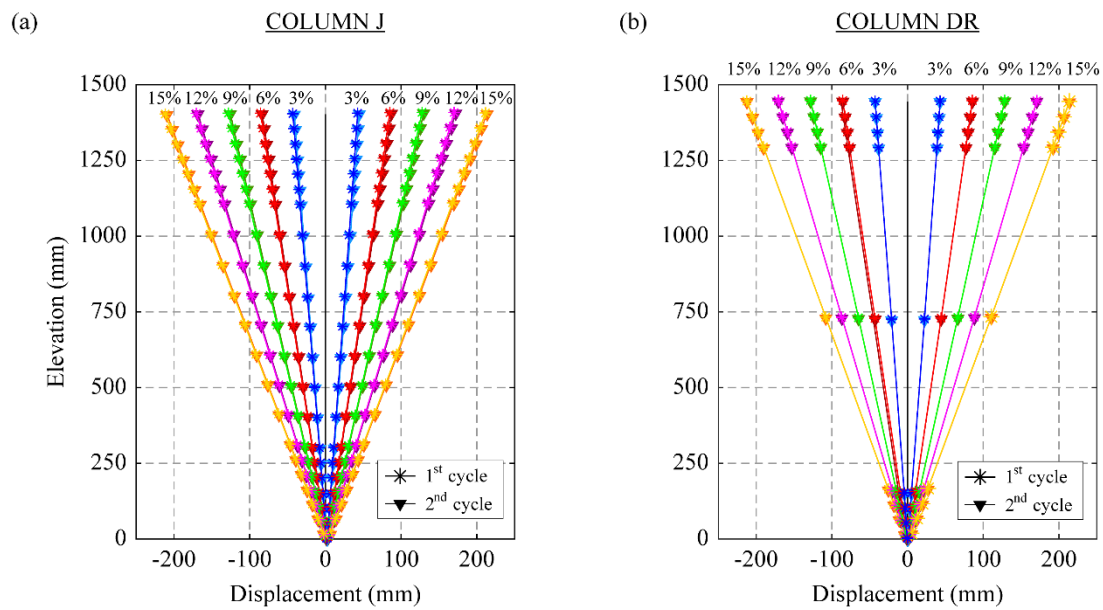 (a)
COLUMN J
1500
1250
1000
750
500
250
0
15% 12% 9% 6% 3% 3% 6% 9% 12% 15%
1st cycle
2nd cycle
-200 -100 0 100 200
Elevation (mm)
Displacement (mm)
(b)
COLUMN DR
15% 12% 9% 6% 3% 3% 6% 9% 12% 15%
1500
1250
1000
750
500
250
0
1st cycle
2nd cycle
-200 -100 0 100 200
Displacement (mm)